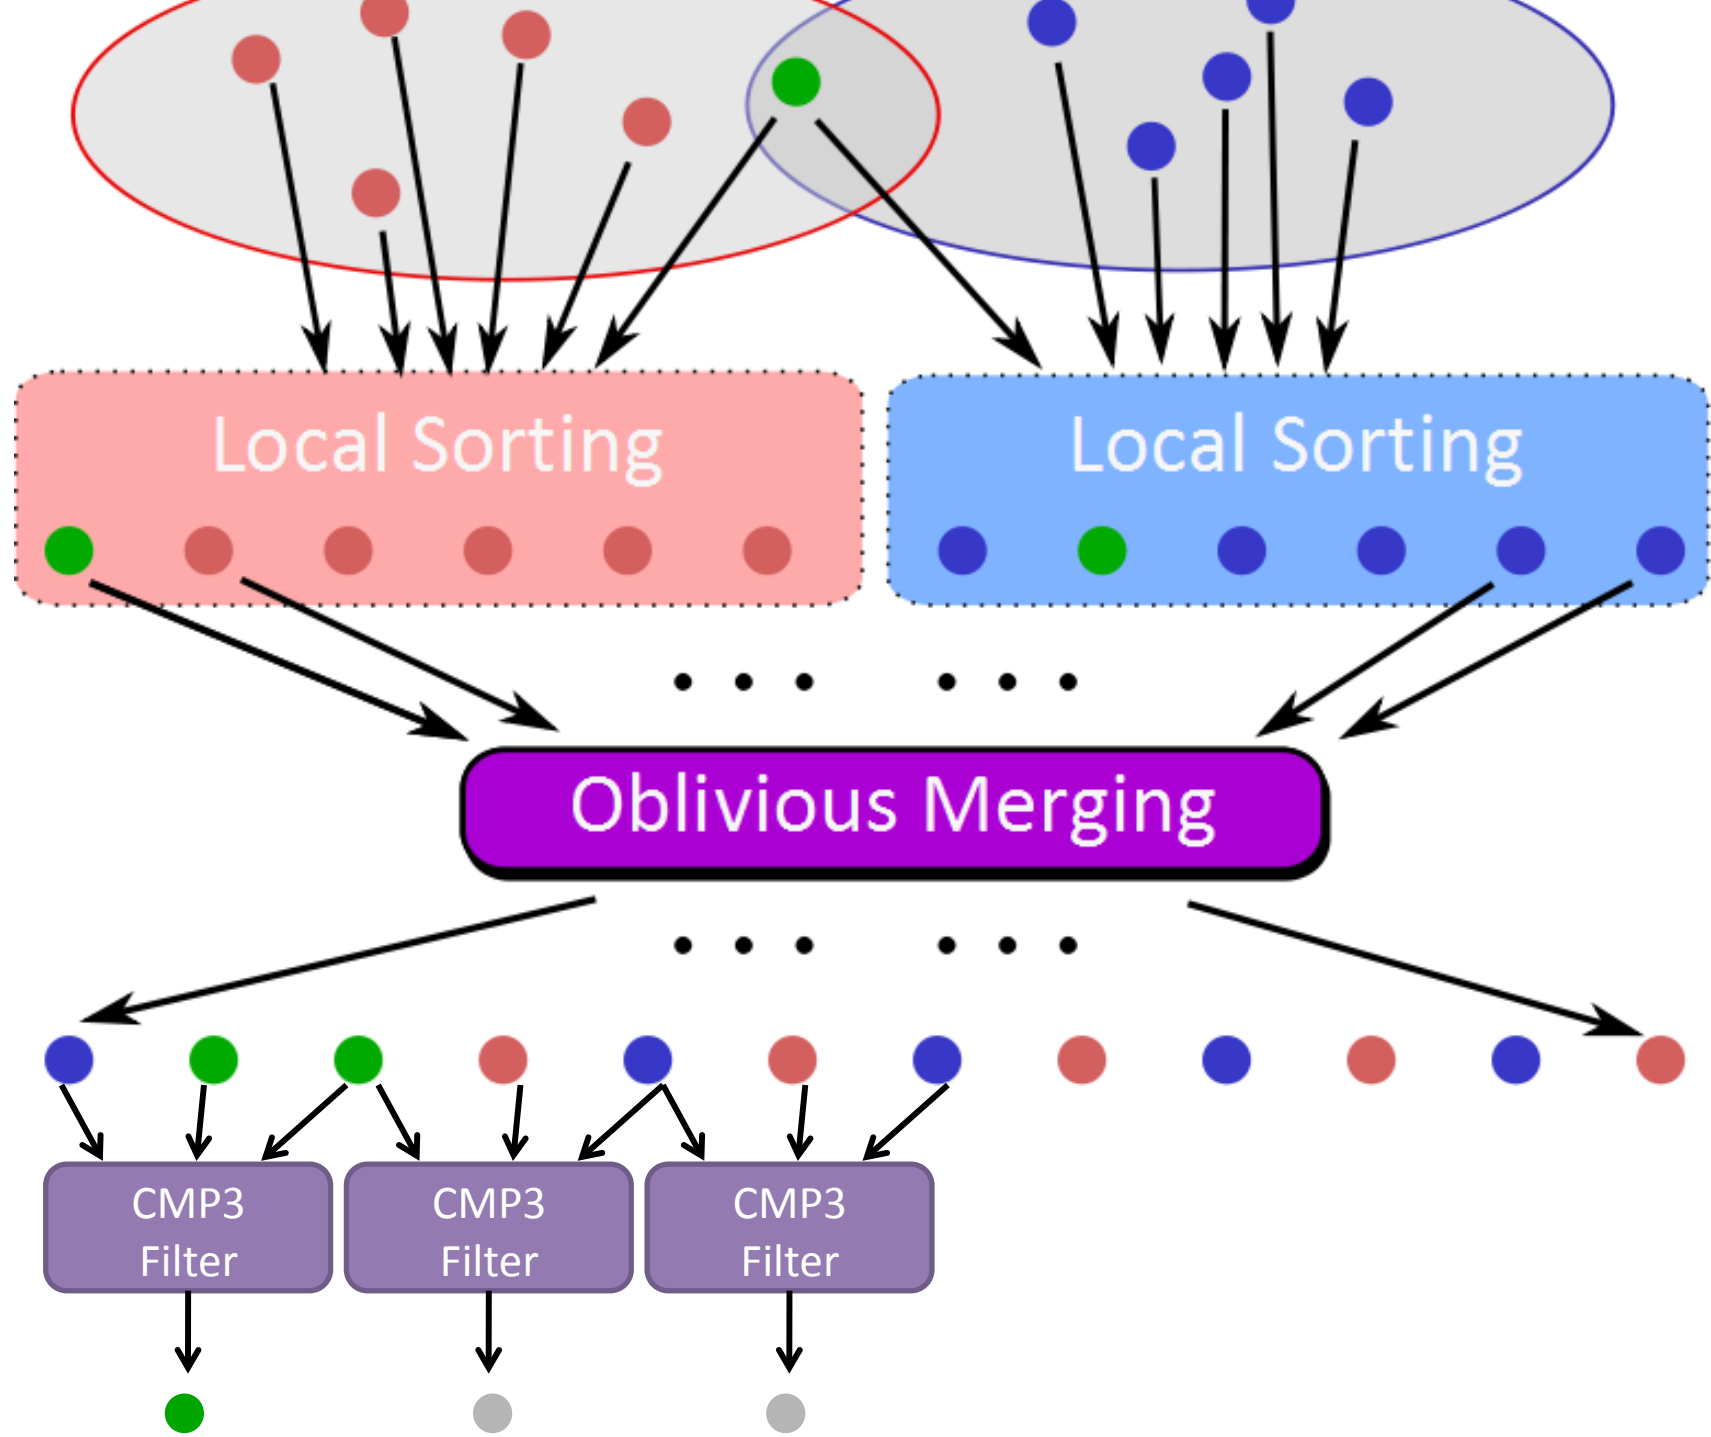 Local Sorting
Local Sorting
Oblivious Merging
CMP3
Filter
CMP3
Filter
CMP3
Filter